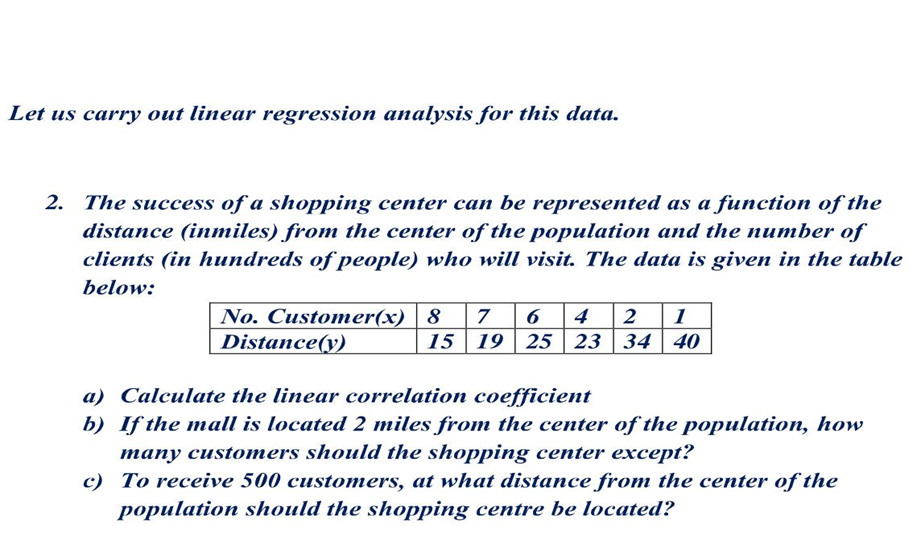 Let us carry out linear regression analysis for this data.
2. The success of a shopping center can be represented as a function of the
distance (inmiles) from the center of the population and the number of
clients (in hundreds of people) who will visit. The data is given in the table
below:
No. Customer(x) 8 7 6 4 2 1
Distance(y) 15 19 25 23 34 40
a) Calculate the linear correlation coefficient
b) If the mall is located 2 miles from the center of the population, how
many customers should the shopping center except?
c) To receive 500 customers, at what distance from the center of the
population should the shopping centre be located?